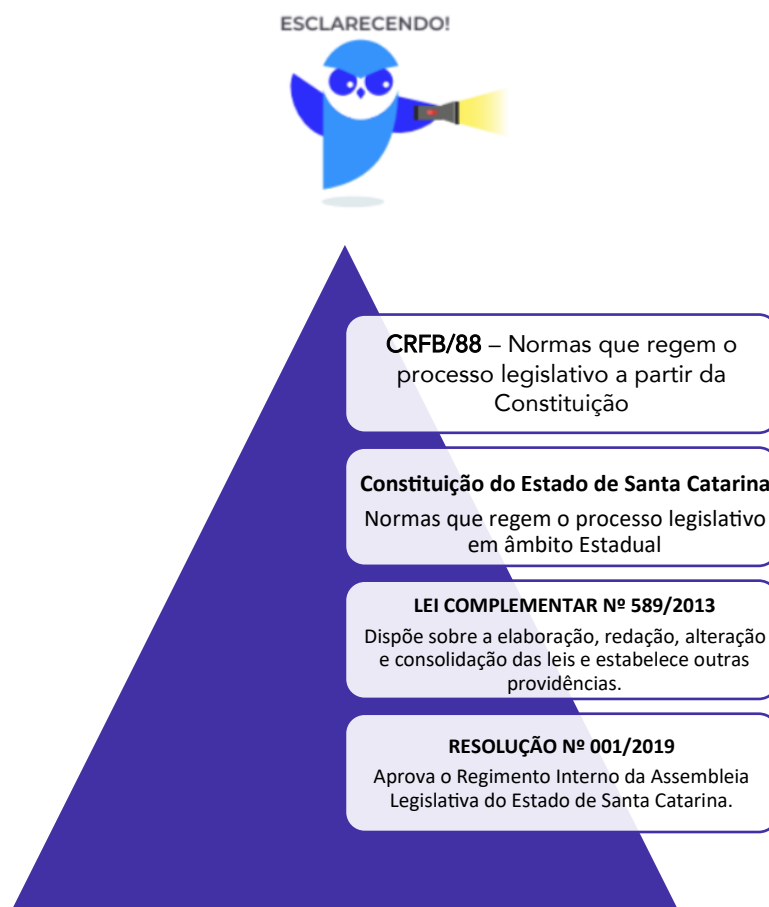 ESCLARECENDO!
CRFB/88 – Normas que regem o
processo legislativo a partir da
Constituição
Constituição do Estado de Santa Catarina
Normas que regem o processo legislativo
em âmbito Estadual
LEI COMPLEMENTAR Nº 589/2013
Dispõe sobre a elaboração, redação, alteração
e consolidação das leis e estabelece outras
providências.
RESOLUÇÃO Nº 001/2019
Aprova o Regimento Interno da Assembleia
Legislativa do Estado de Santa Catarina.